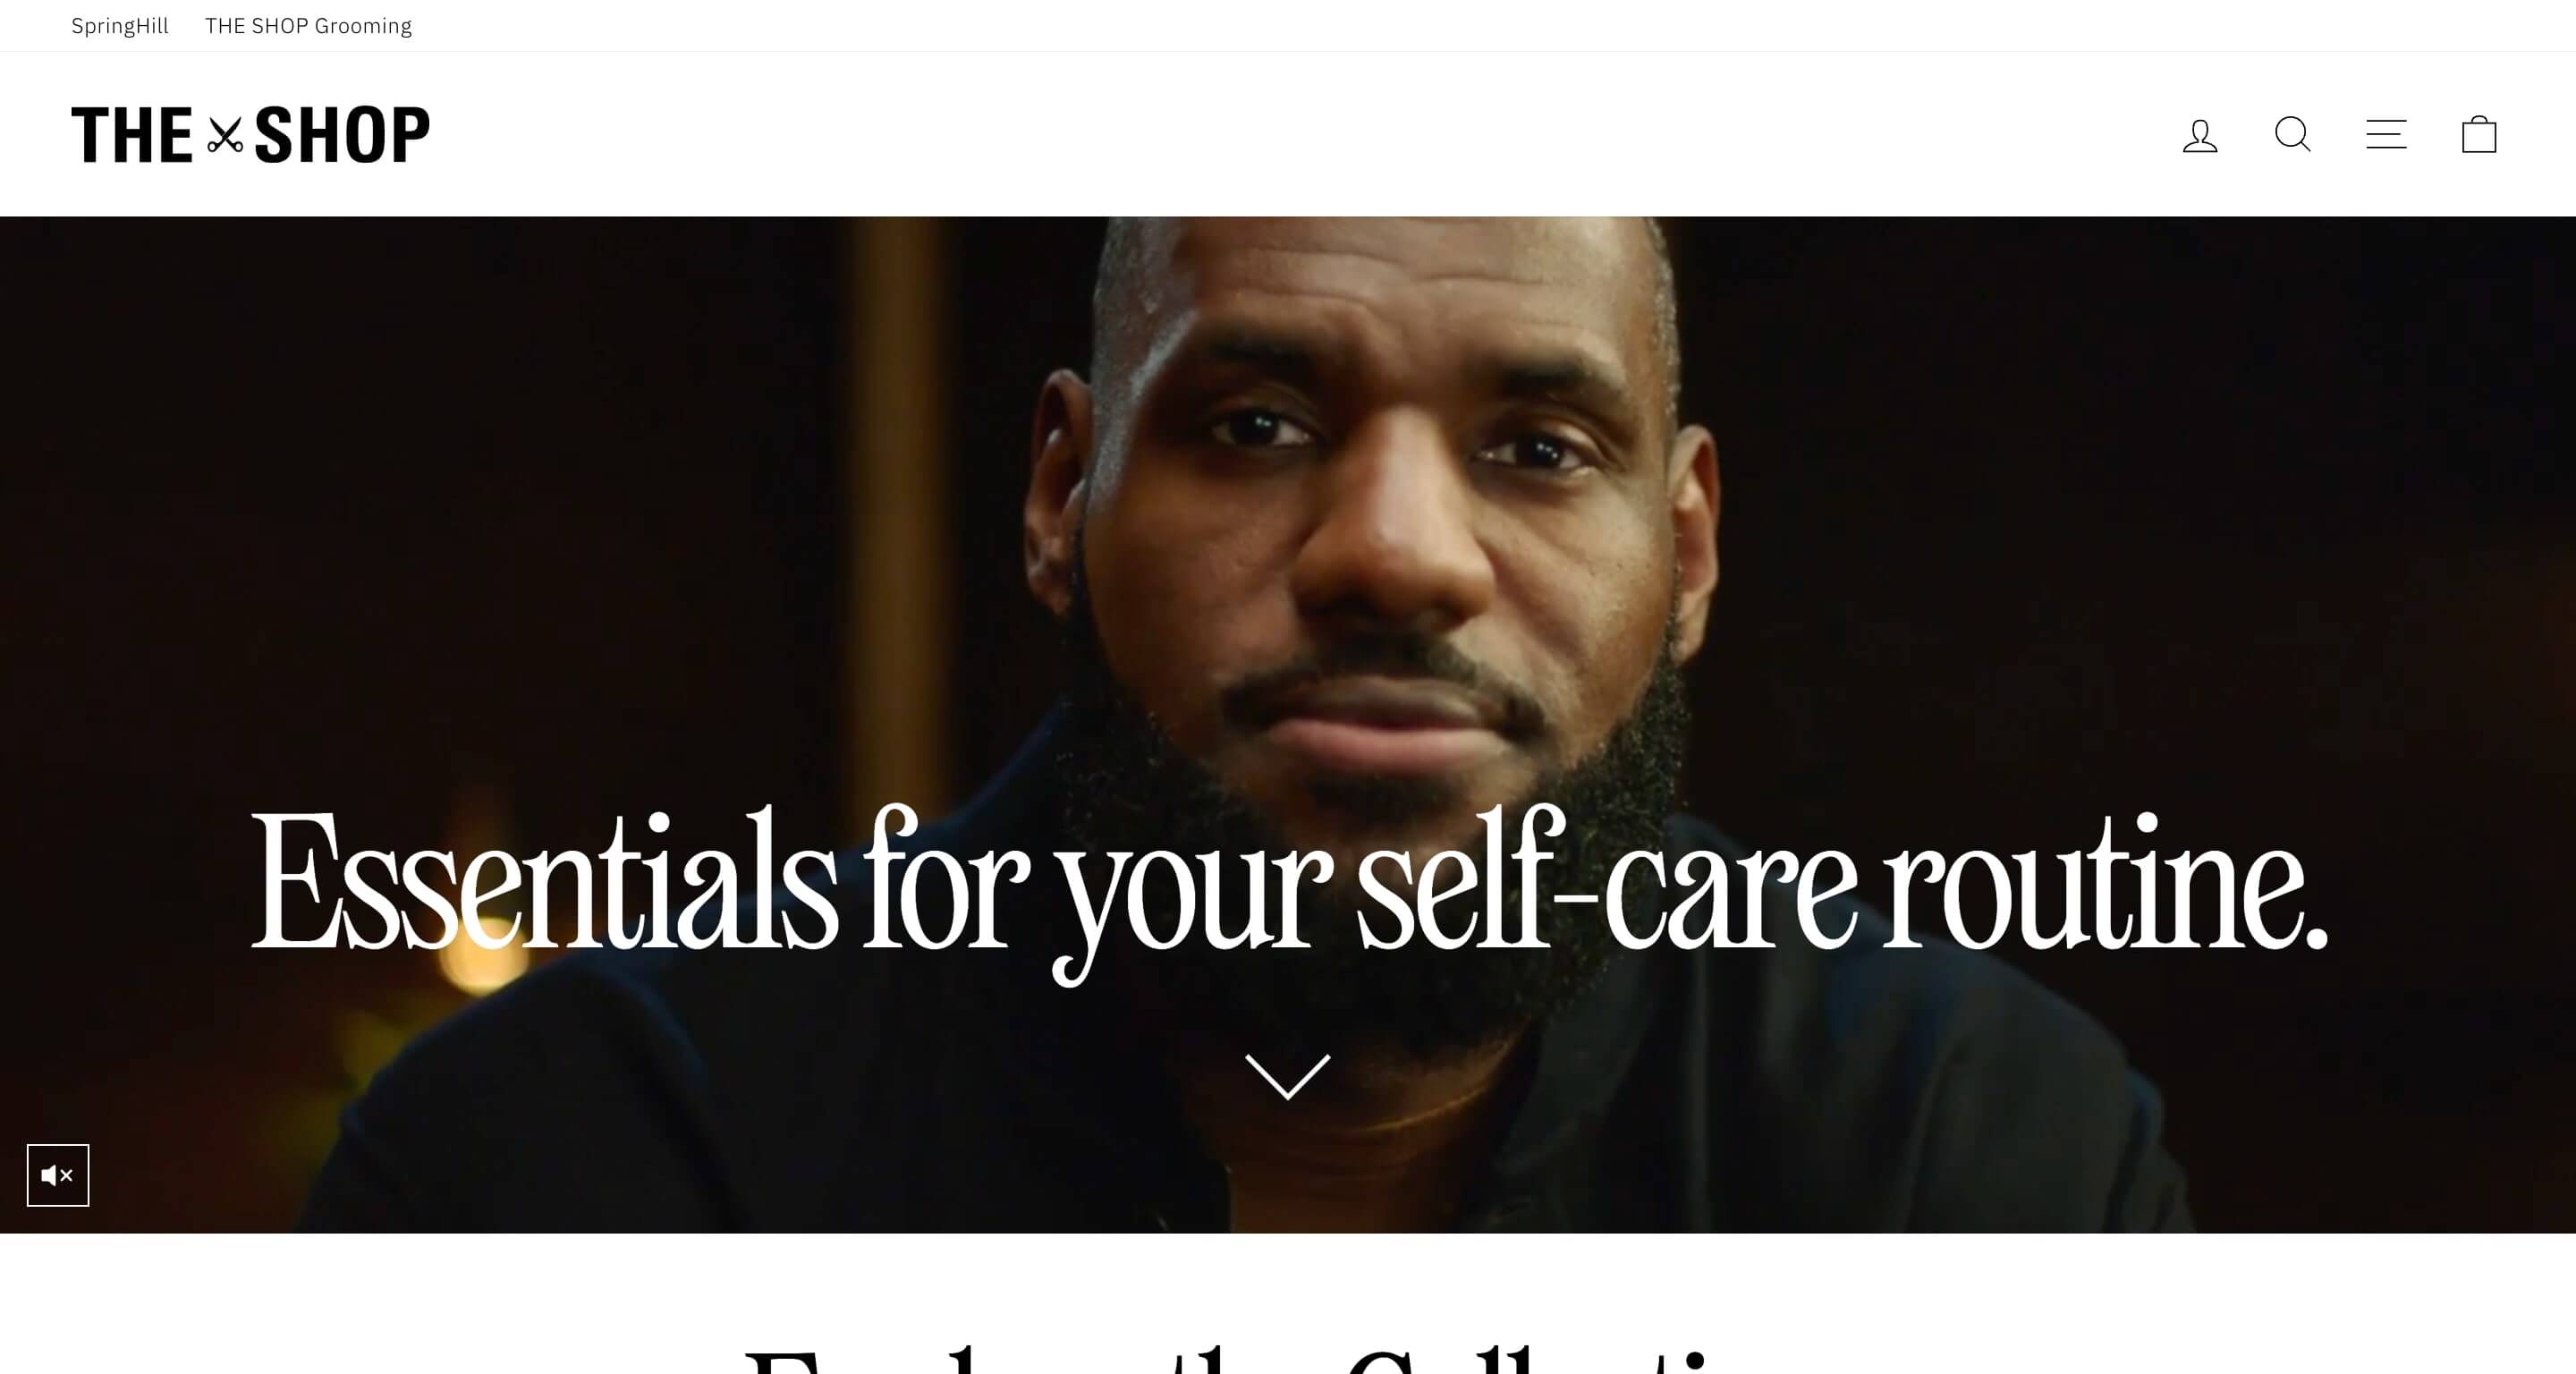 SpringHill THE SHOP Grooming
THE SHOP
Essentials for your self-care routine.